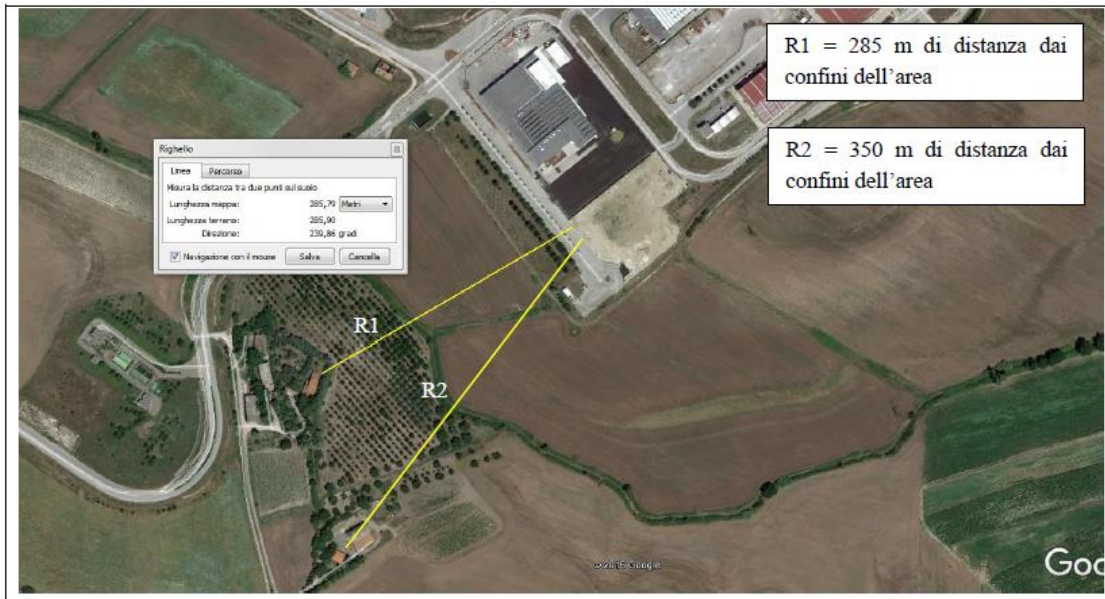 R1 = 285 m di distanza dai
confini dell’area
R2 = 350 m di distanza dai
confini dell’area
Righello
Linea Percorso
Misura la distanza tra due punti sul suolo
Lunghezza mappa: 285,79 Metri
Lunghezza terreno: 285,90
Direzione: 239,86 gradi
Navigazione con il mouse Salva Cancella
R1
R2
© 2016 Google
Goo